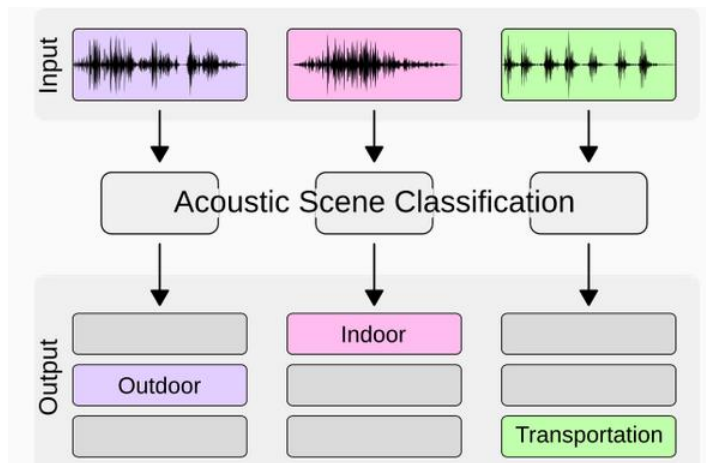 Input
Acoustic Scene Classification
Output
Indoor
Outdoor
Transportation